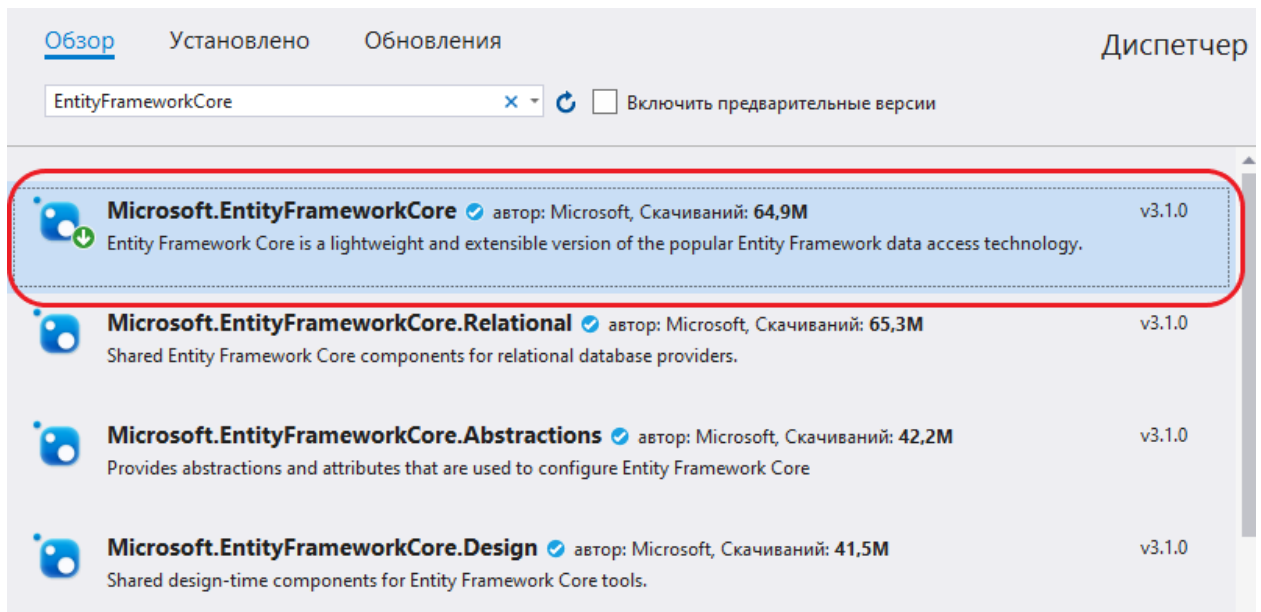 Обзор Установлено Обновления Диспетчер
EntityFrameworkCore Включить предварительные версии
Microsoft.EntityFrameworkCore автор: Microsoft, Скачиваний: 64,9M v3.1.0
Entity Framework Core is a lightweight and extensible version of the popular Entity Framework data access technology.
Microsoft.EntityFrameworkCore.Relational автор: Microsoft, Скачиваний: 65,3M v3.1.0
Shared Entity Framework Core components for relational database providers.
Microsoft.EntityFrameworkCore.Abstractions автор: Microsoft, Скачиваний: 42,2M v3.1.0
Provides abstractions and attributes that are used to configure Entity Framework Core
Microsoft.EntityFrameworkCore.Design автор: Microsoft, Скачиваний: 41,5M v3.1.0
Shared design-time components for Entity Framework Core tools.